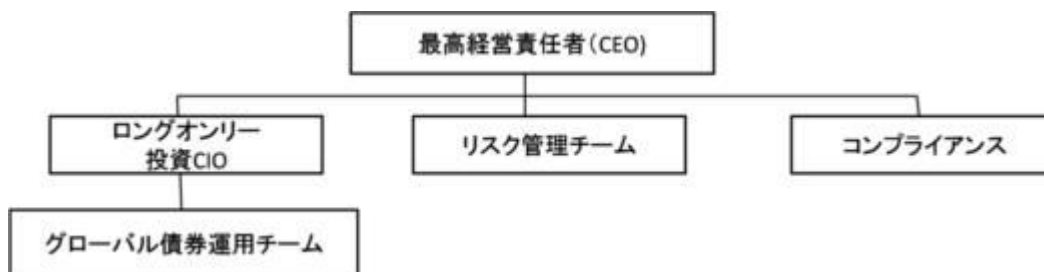 最高経営責任者(CEO)
ロングオンリー
投資CIO
リスク管理チーム
コンプライアンス
グローバル債券運用チーム